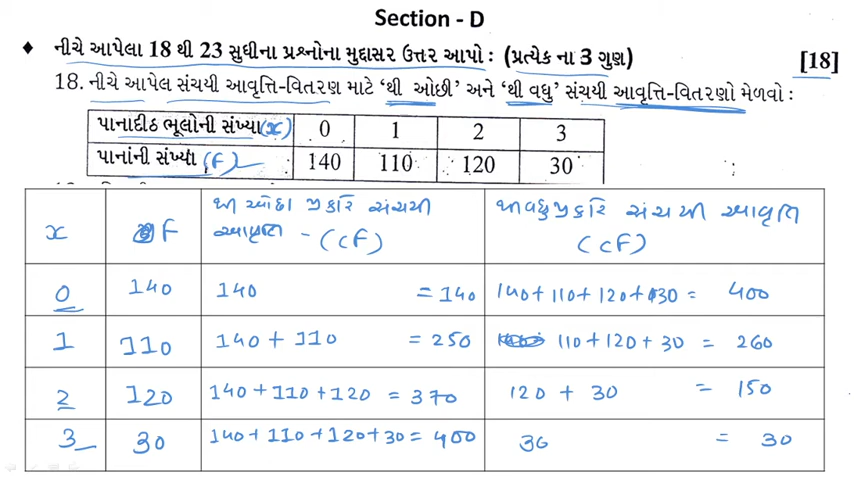 Section - D
♦ નીચે આપેલા 18 થી 23 સુધીના પ્રશ્નોના મુદ્દાસર ઉત્તર આપો : (પ્રત્યેક ના 3 ગુણ) [18]
18. નીચે આપેલ સંચયી આવૃત્તિ-વિતરણ માટે ‘થી ઓછી’ અને ‘થી વધુ’ સંચયી આવૃત્તિ-વિતરણો મેળવો :
પાનાદીઠ ભૂલોની સંખ્યા (x) 0 1 2 3
પાનાંની સંખ્યા (F) 140 110 120 30
x F થી ઓછા પ્રકારે સંચયી આવૃતિ - (CF) થી વધુ પ્રકારે સંચયી આવૃતિ (CF)
0 140 140 = 140 140 + 110 + 120 + 30 = 400
1 110 140 + 110 = 250 110 + 120 + 30 = 260
2 120 140 + 110 + 120 = 370 120 + 30 = 150
3 30 140 + 110 + 120 + 30 = 400 30 = 30